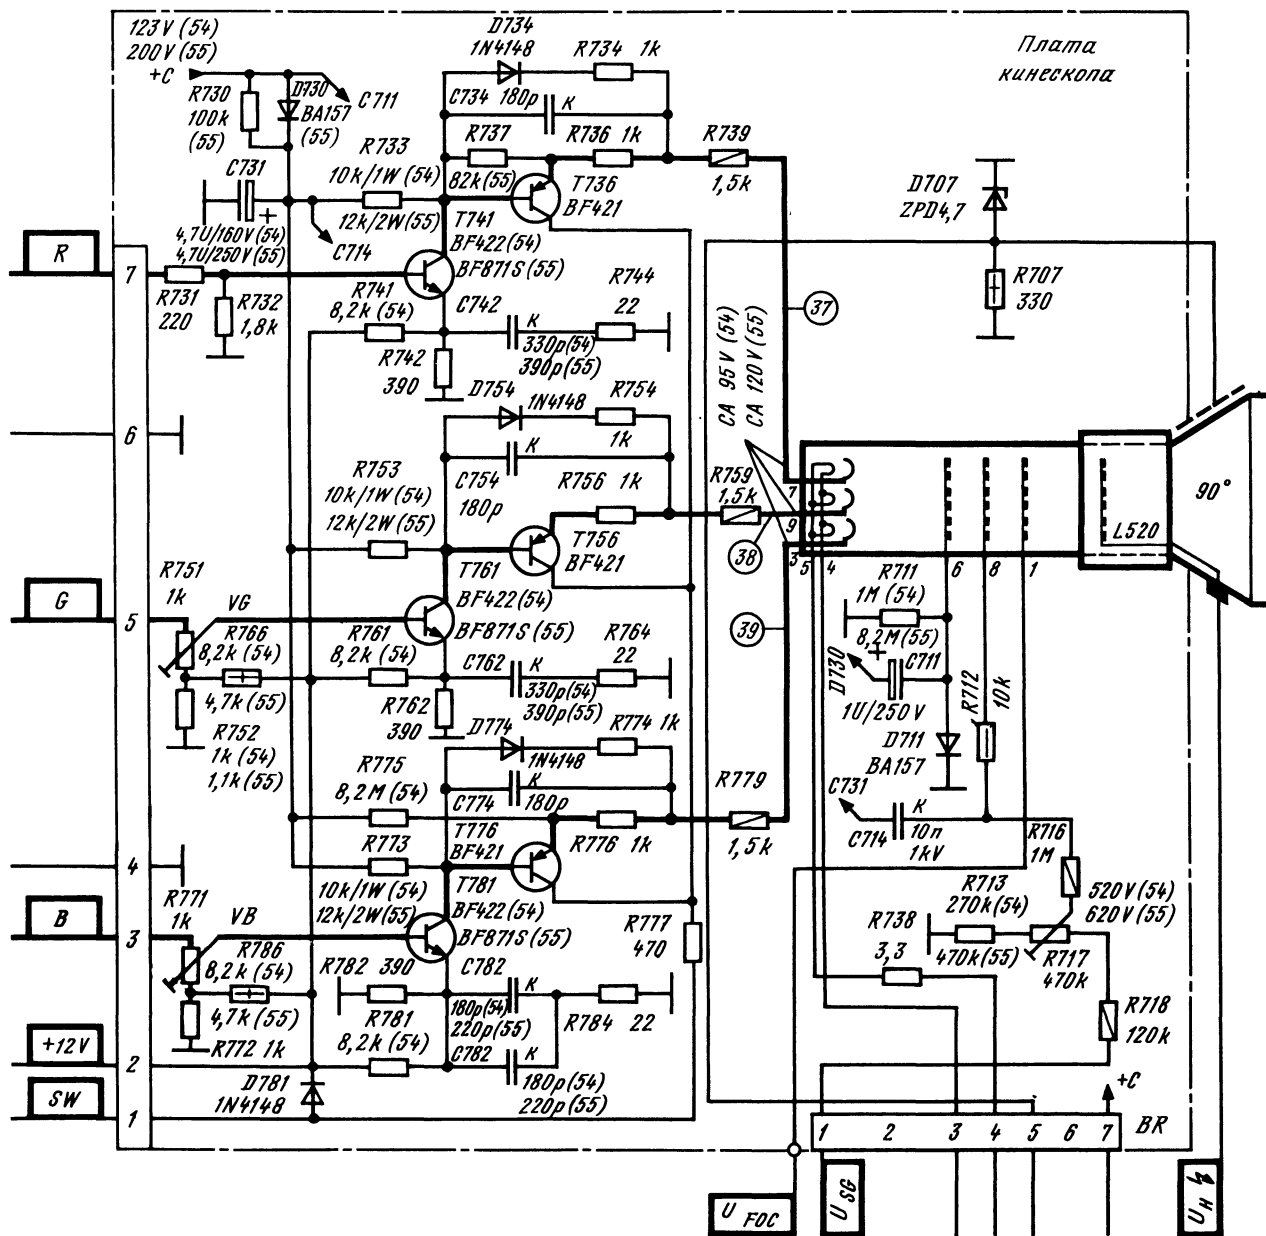 123V (54)
200V (55)
+C
R730
100k
(55)
D730
BA157
(55)
C711
D734
1N4148
R734 1k
C734
180p
K
Плата
кинескопа
R733
10k/1W (54)
12k/2W (55)
R737
82k (55)
R736 1k
R739
1,5k
C731
+
4,7U/160V (54)
4,7U/250V (55)
C714
T736
BF421
T741
BF422 (54)
BF871S (55)
D707
ZPD4,7
R707
330
R
7
R731
220
R732
1,8k
R741
8,2k (54)
C742
K
330p (54)
390p (55)
R744
22
37
CA 95V (54)
CA 120V (55)
R742
390
D754
1N4148
R754
1k
6
R753
10k/1W (54)
12k/2W (55)
C754
180p
K
R756 1k
R759
1,5k
T756
BF421
38
7
9
3
5
4
6
8
1
L520
90°
R751
1k
G
5
VG
T761
BF422 (54)
BF871S (55)
R766
8,2k (54)
4,7k (55)
R761
8,2k (54)
C762
K
330p (54)
390p (55)
R764
22
39
R711
1M (54)
8,2M (55)
D730
+
C711
1U/250V
R712
10k
R752
1k (54)
1,1k (55)
R762
390
D774
1N4148
R774 1k
D711
BA157
R775
8,2M (54)
C774
K
180p
R779
1,5k
C731
C714
K
10n
1kV
R716
1M
T776
BF421
R776 1k
4
R773
10k/1W (54)
12k/2W (55)
T781
BF422 (54)
BF871S (55)
R771
1k
B
3
VB
R786
8,2k (54)
4,7k (55)
R777
470
R713
270k (54)
470k (55)
520V (54)
620V (55)
R738
3,3
R717
470k
R782
390
C782
K
180p (54)
220p (55)
R784
22
R718
120k
R772 1k
R781
8,2k (54)
C782
K
180p (54)
220p (55)
+12V
2
D781
1N4148
SW
1
+C
1 2 3 4 5 6 7
BR
U FOC
U SG
U H